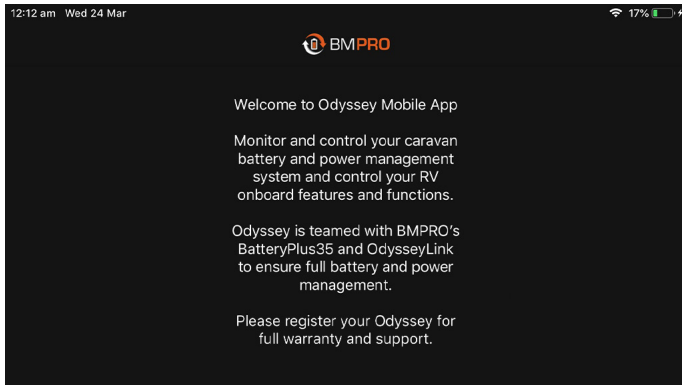 12:12 am Wed 24 Mar 17%
BMPRO
Welcome to Odyssey Mobile App
Monitor and control your caravan
battery and power management
system and control your RV
onboard features and functions.
Odyssey is teamed with BMPRO's
BatteryPlus35 and OdysseyLink
to ensure full battery and power
management.
Please register your Odyssey for
full warranty and support.